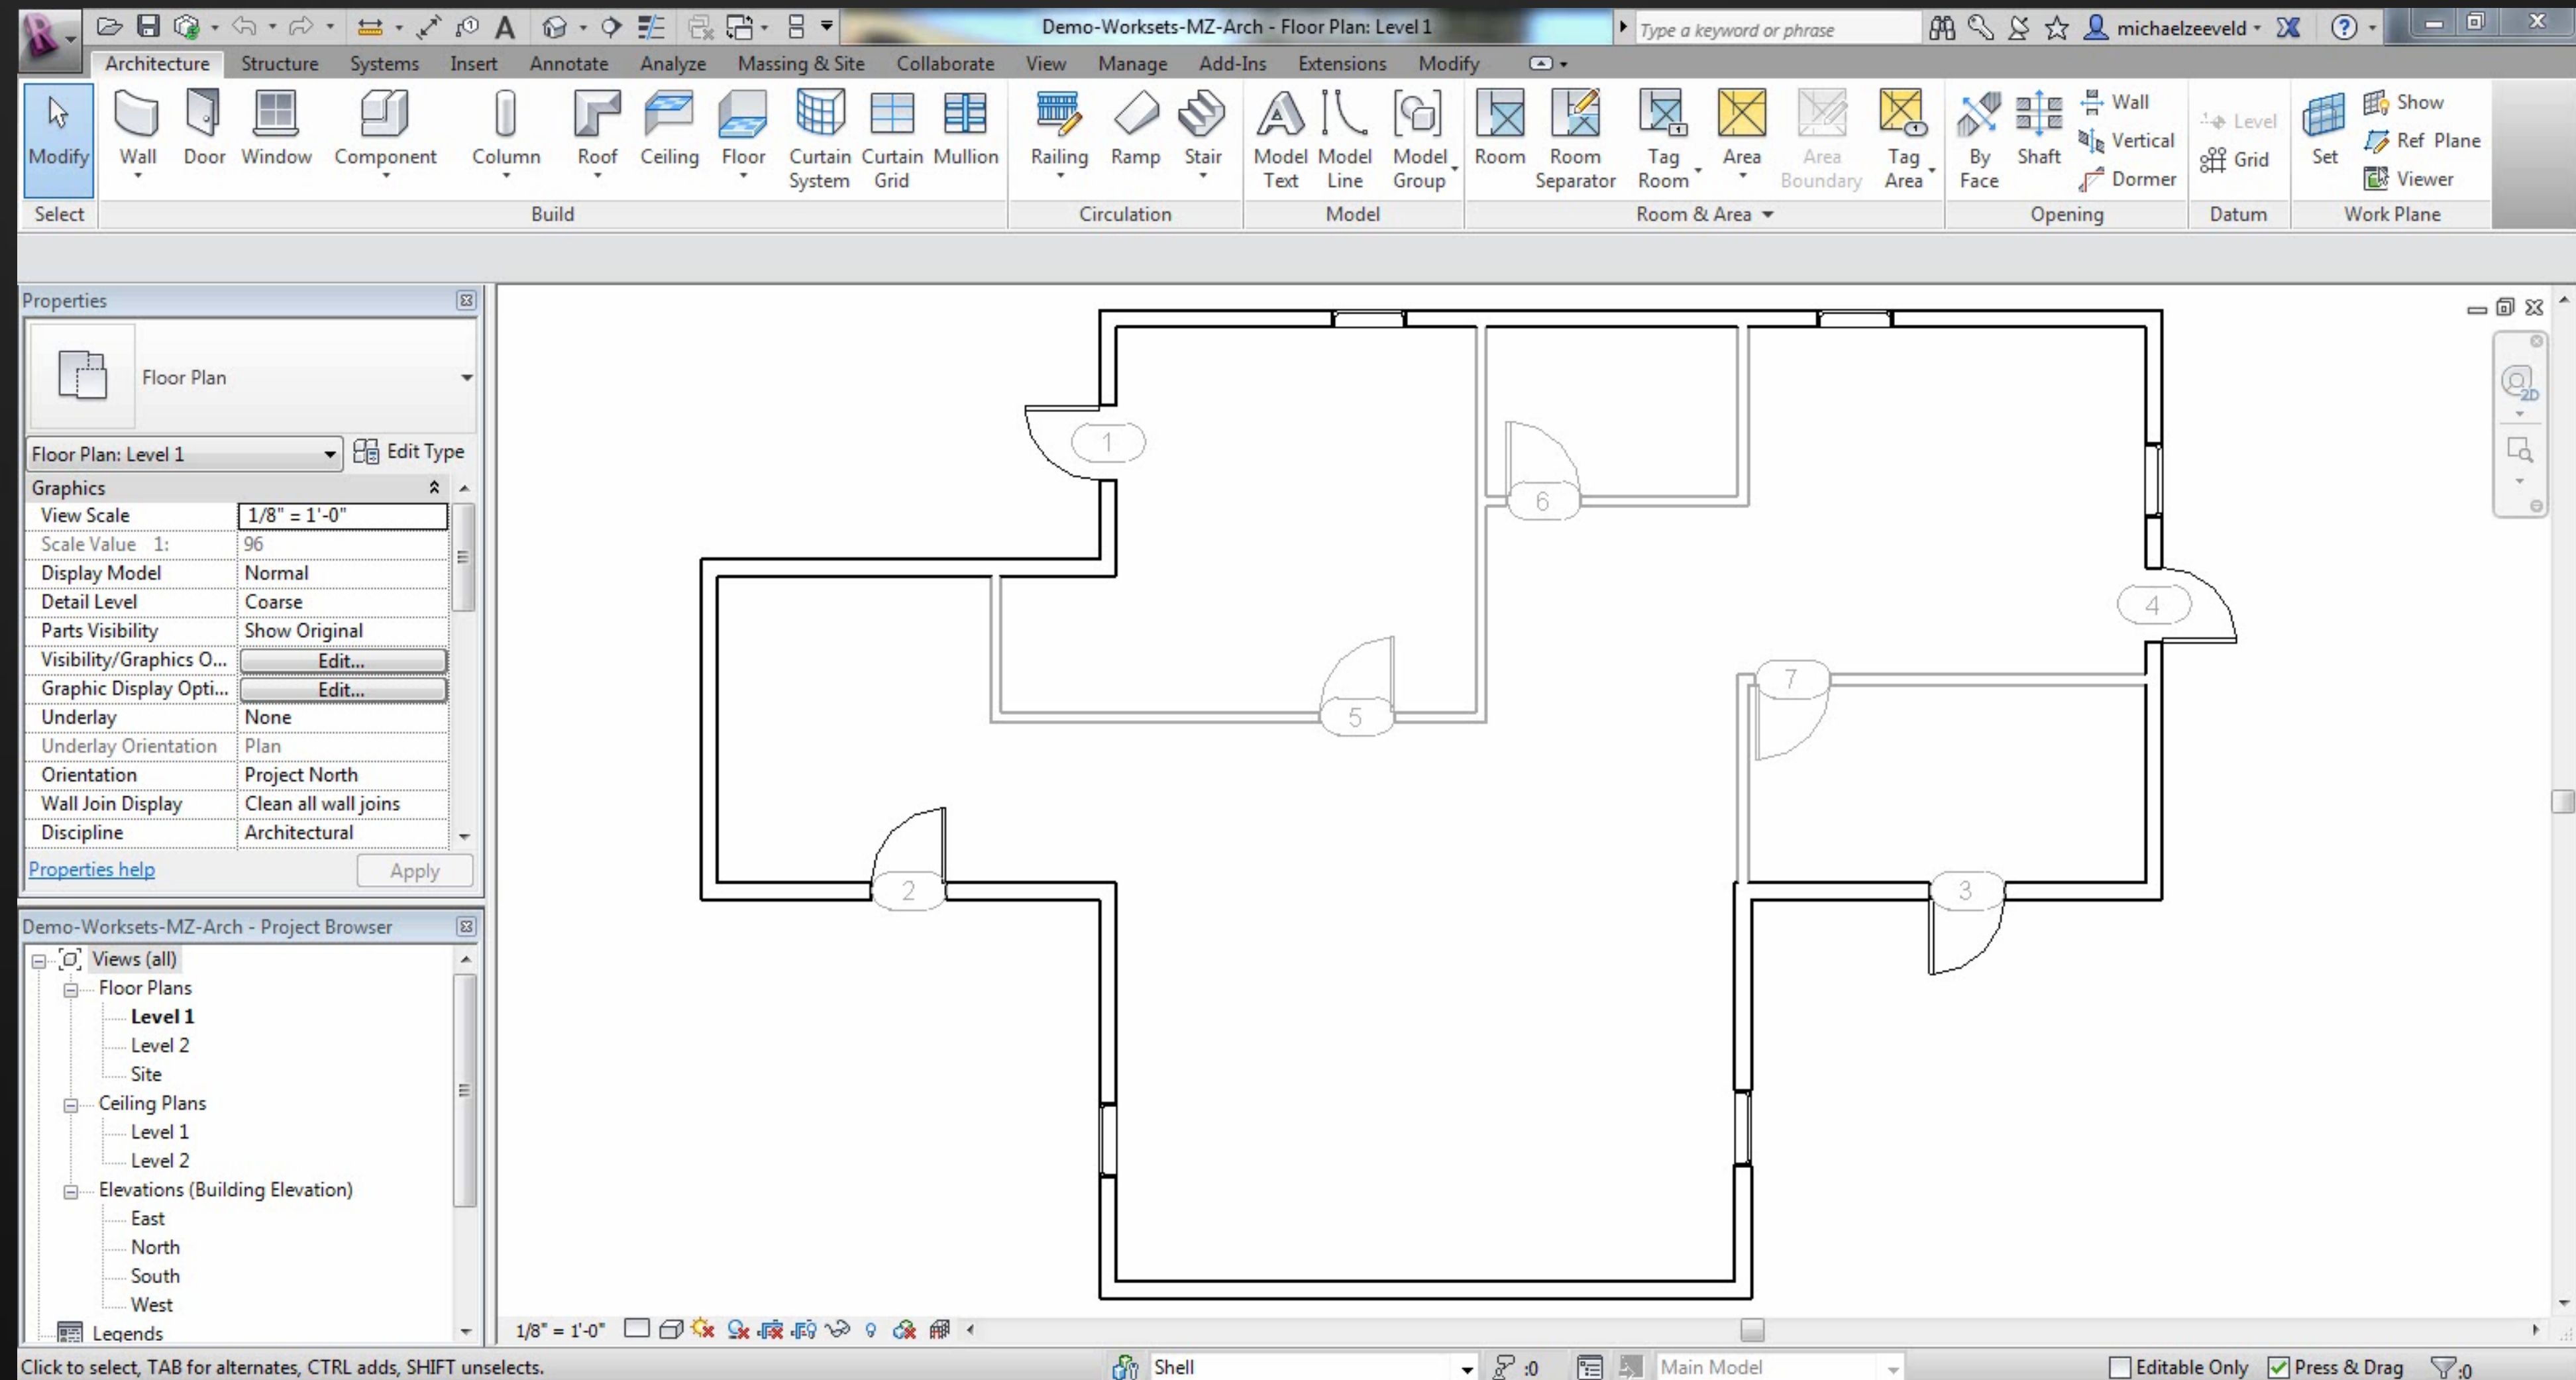 Demo-Worksets-MZ-Arch - Floor Plan: Level 1
Type a keyword or phrase
michaelzeeveld
Architecture Structure Systems Insert Annotate Analyze Massing & Site Collaborate View Manage Add-Ins Extensions Modify
Modify
Wall
Door
Window
Component
Column
Roof
Ceiling
Floor
Curtain System
Curtain Grid
Mullion
Railing
Ramp
Stair
Model Text
Model Line
Model Group
Room
Room Separator
Tag Room
Area
Area Boundary
Tag Area
By Face
Shaft
Wall
Vertical
Dormer
Level
Grid
Set
Show
Ref Plane
Viewer
Select
Build
Circulation
Model
Room & Area
Opening
Datum
Work Plane
Properties
Floor Plan
Floor Plan: Level 1
Edit Type
Graphics
View Scale 1/8" = 1'-0"
Scale Value 1: 96
Display Model Normal
Detail Level Coarse
Parts Visibility Show Original
Visibility/Graphics O... Edit...
Graphic Display Opti... Edit...
Underlay None
Underlay Orientation Plan
Orientation Project North
Wall Join Display Clean all wall joins
Discipline Architectural
Properties help
Apply
Demo-Worksets-MZ-Arch - Project Browser
Views (all)
Floor Plans
Level 1
Level 2
Site
Ceiling Plans
Level 1
Level 2
Elevations (Building Elevation)
East
North
South
West
Legends
1
6
4
7
5
2
3
2D
1/8" = 1'-0"
Click to select, TAB for alternates, CTRL adds, SHIFT unselects.
Shell
:0
Main Model
Editable Only
Press & Drag
:0